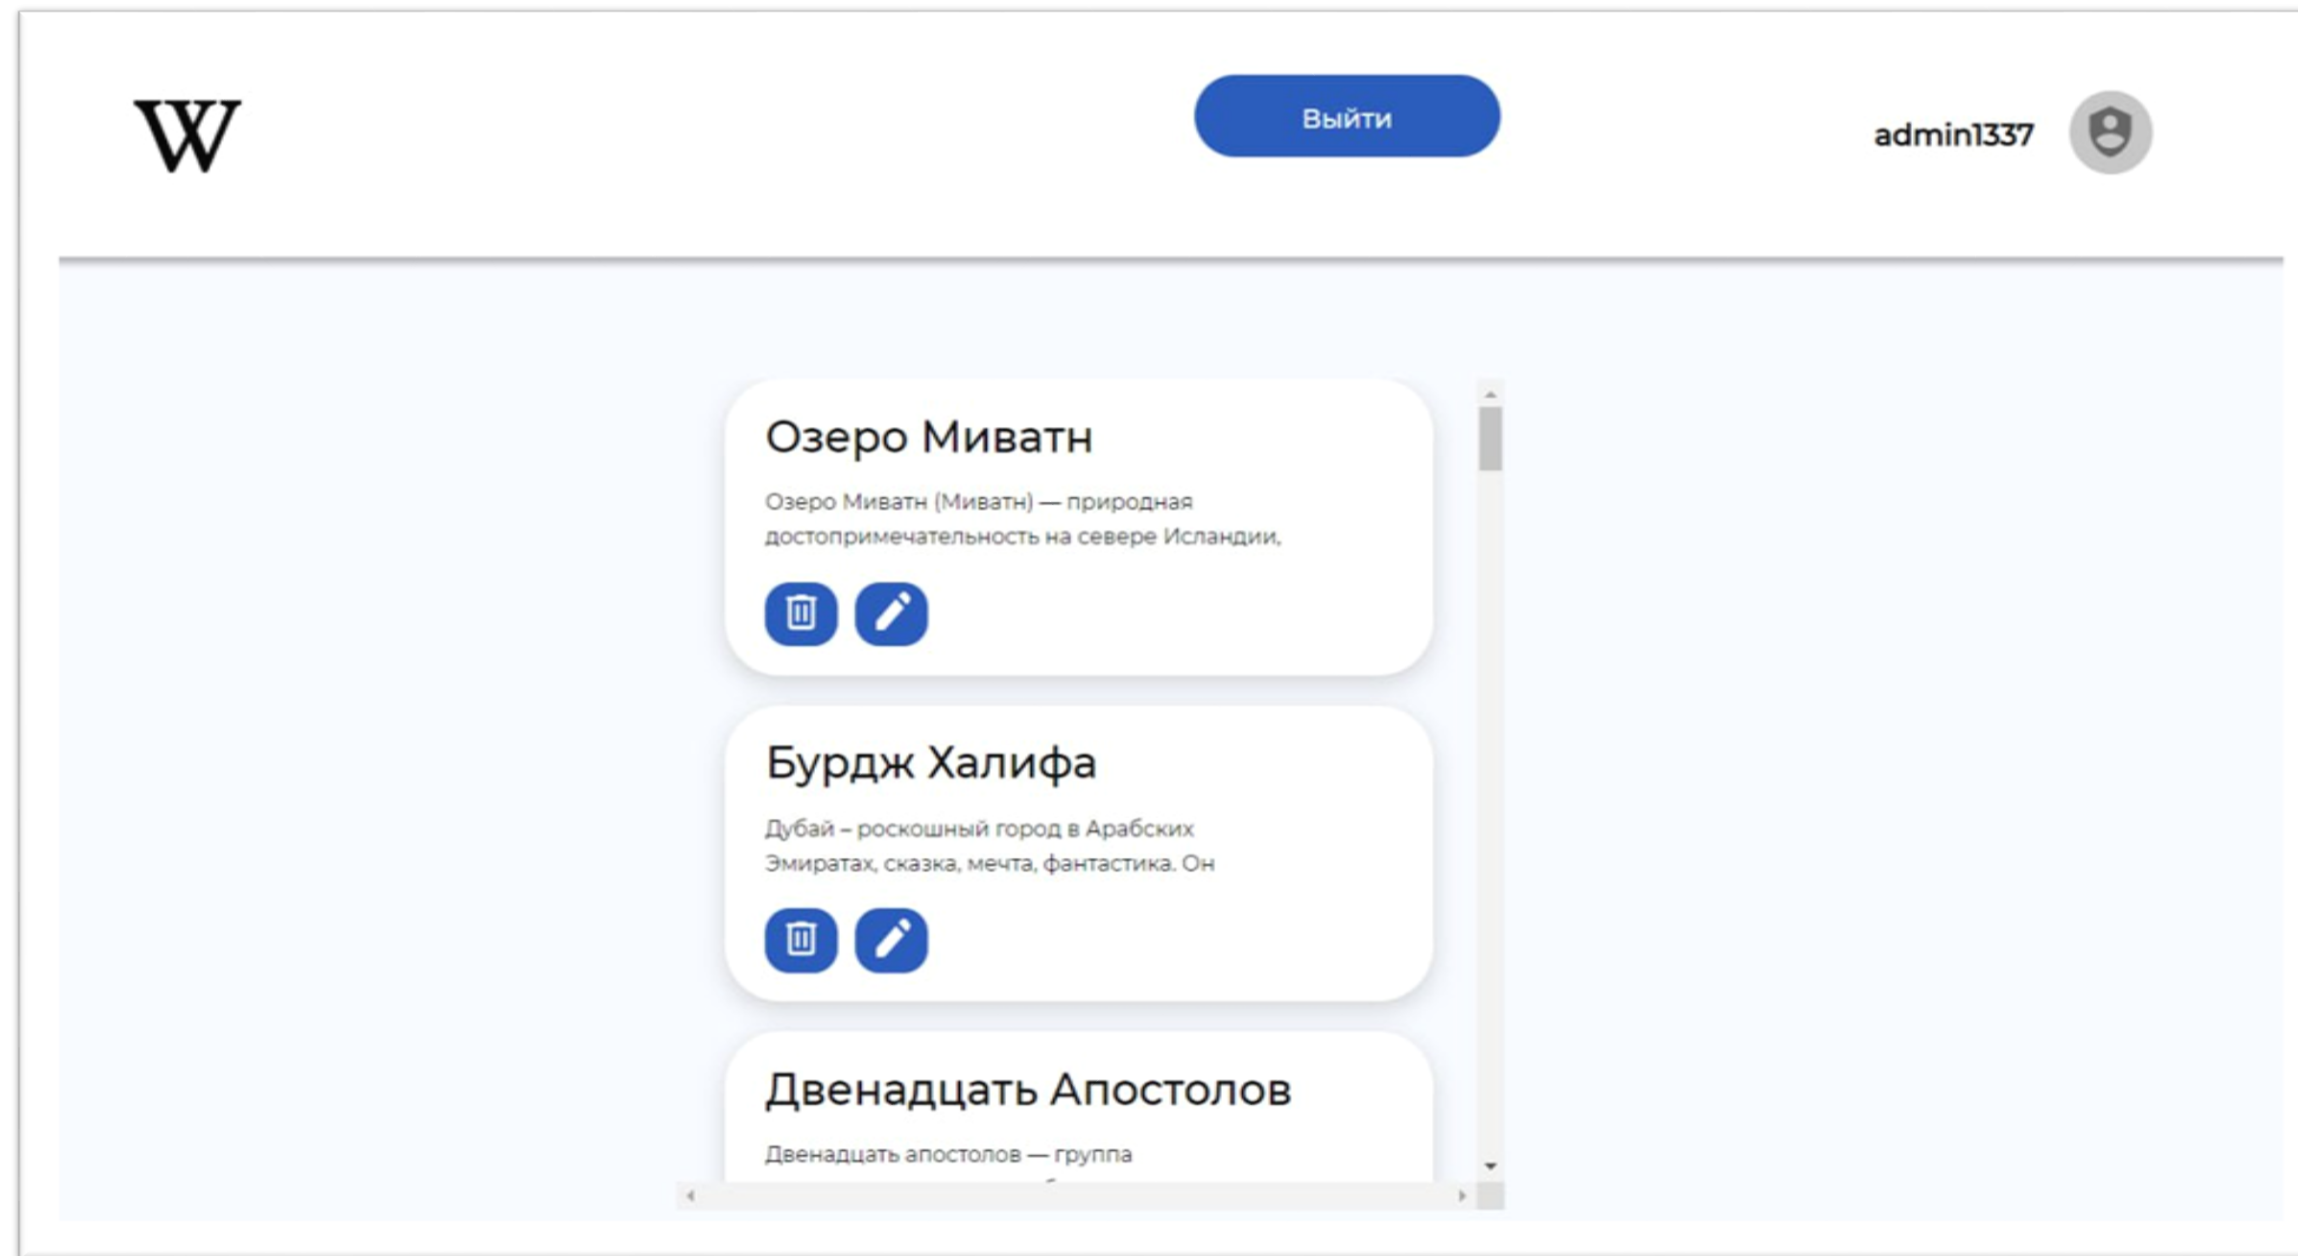 W
Выйти
admin1337
Озеро Миватн
Озеро Миватн (Миватн) — природная
достопримечательность на севере Исландии,
Бурдж Халифа
Дубай – роскошный город в Арабских
Эмиратах, сказка, мечта, фантастика. Он
Двенадцать Апостолов
Двенадцать апостолов — группа